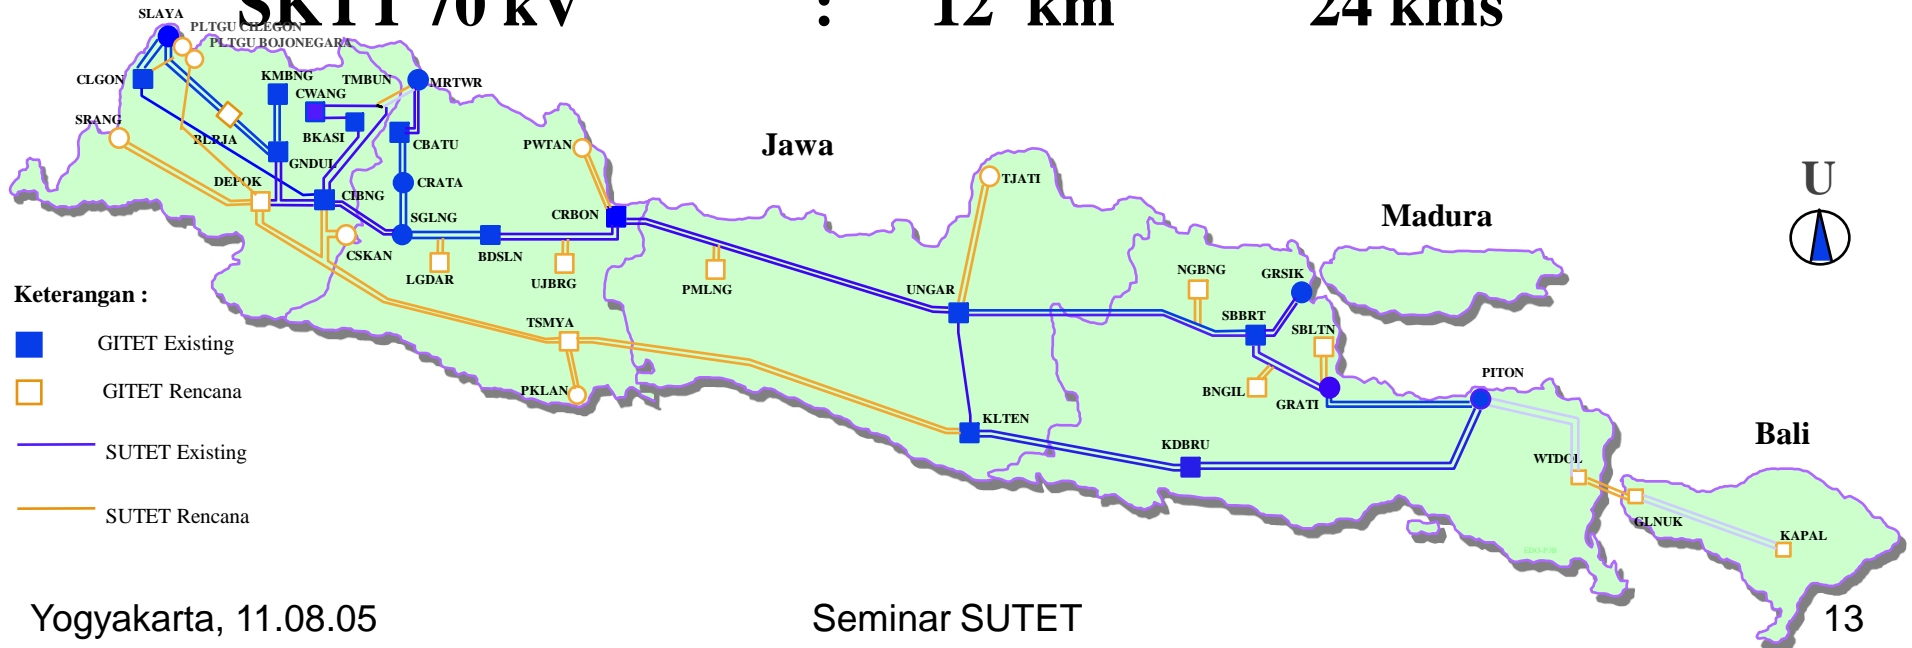 SKTT 70 kV : 12 km 24 kms
SLAYA
PLTGU CILEGON
PLTGU BOJONEGARA
CLGON
KMBNG
TMBUN
MRTWR
CWANG
SRANG
BLRJA
BKASI
CBATU
PWTAN
Jawa
GNDUL
DEPOK
CIBNG
CRATA
TJATI
U
SGLNG
CRBON
Madura
CSKAN
BDSLN
LGDAR
UJBRG
PMLNG
UNGAR
NGBNG
GRSIK
Keterangan :
SBBRT
SBLTN
TSMYA
GITET Existing
PKLAN
BNGIL
GRATI
PITON
GITET Rencana
KLTEN
KDBRU
Bali
SUTET Existing
WTDOL
GLNUK
KAPAL
SUTET Rencana
EDG/P3B
Yogyakarta, 11.08.05
Seminar SUTET
13